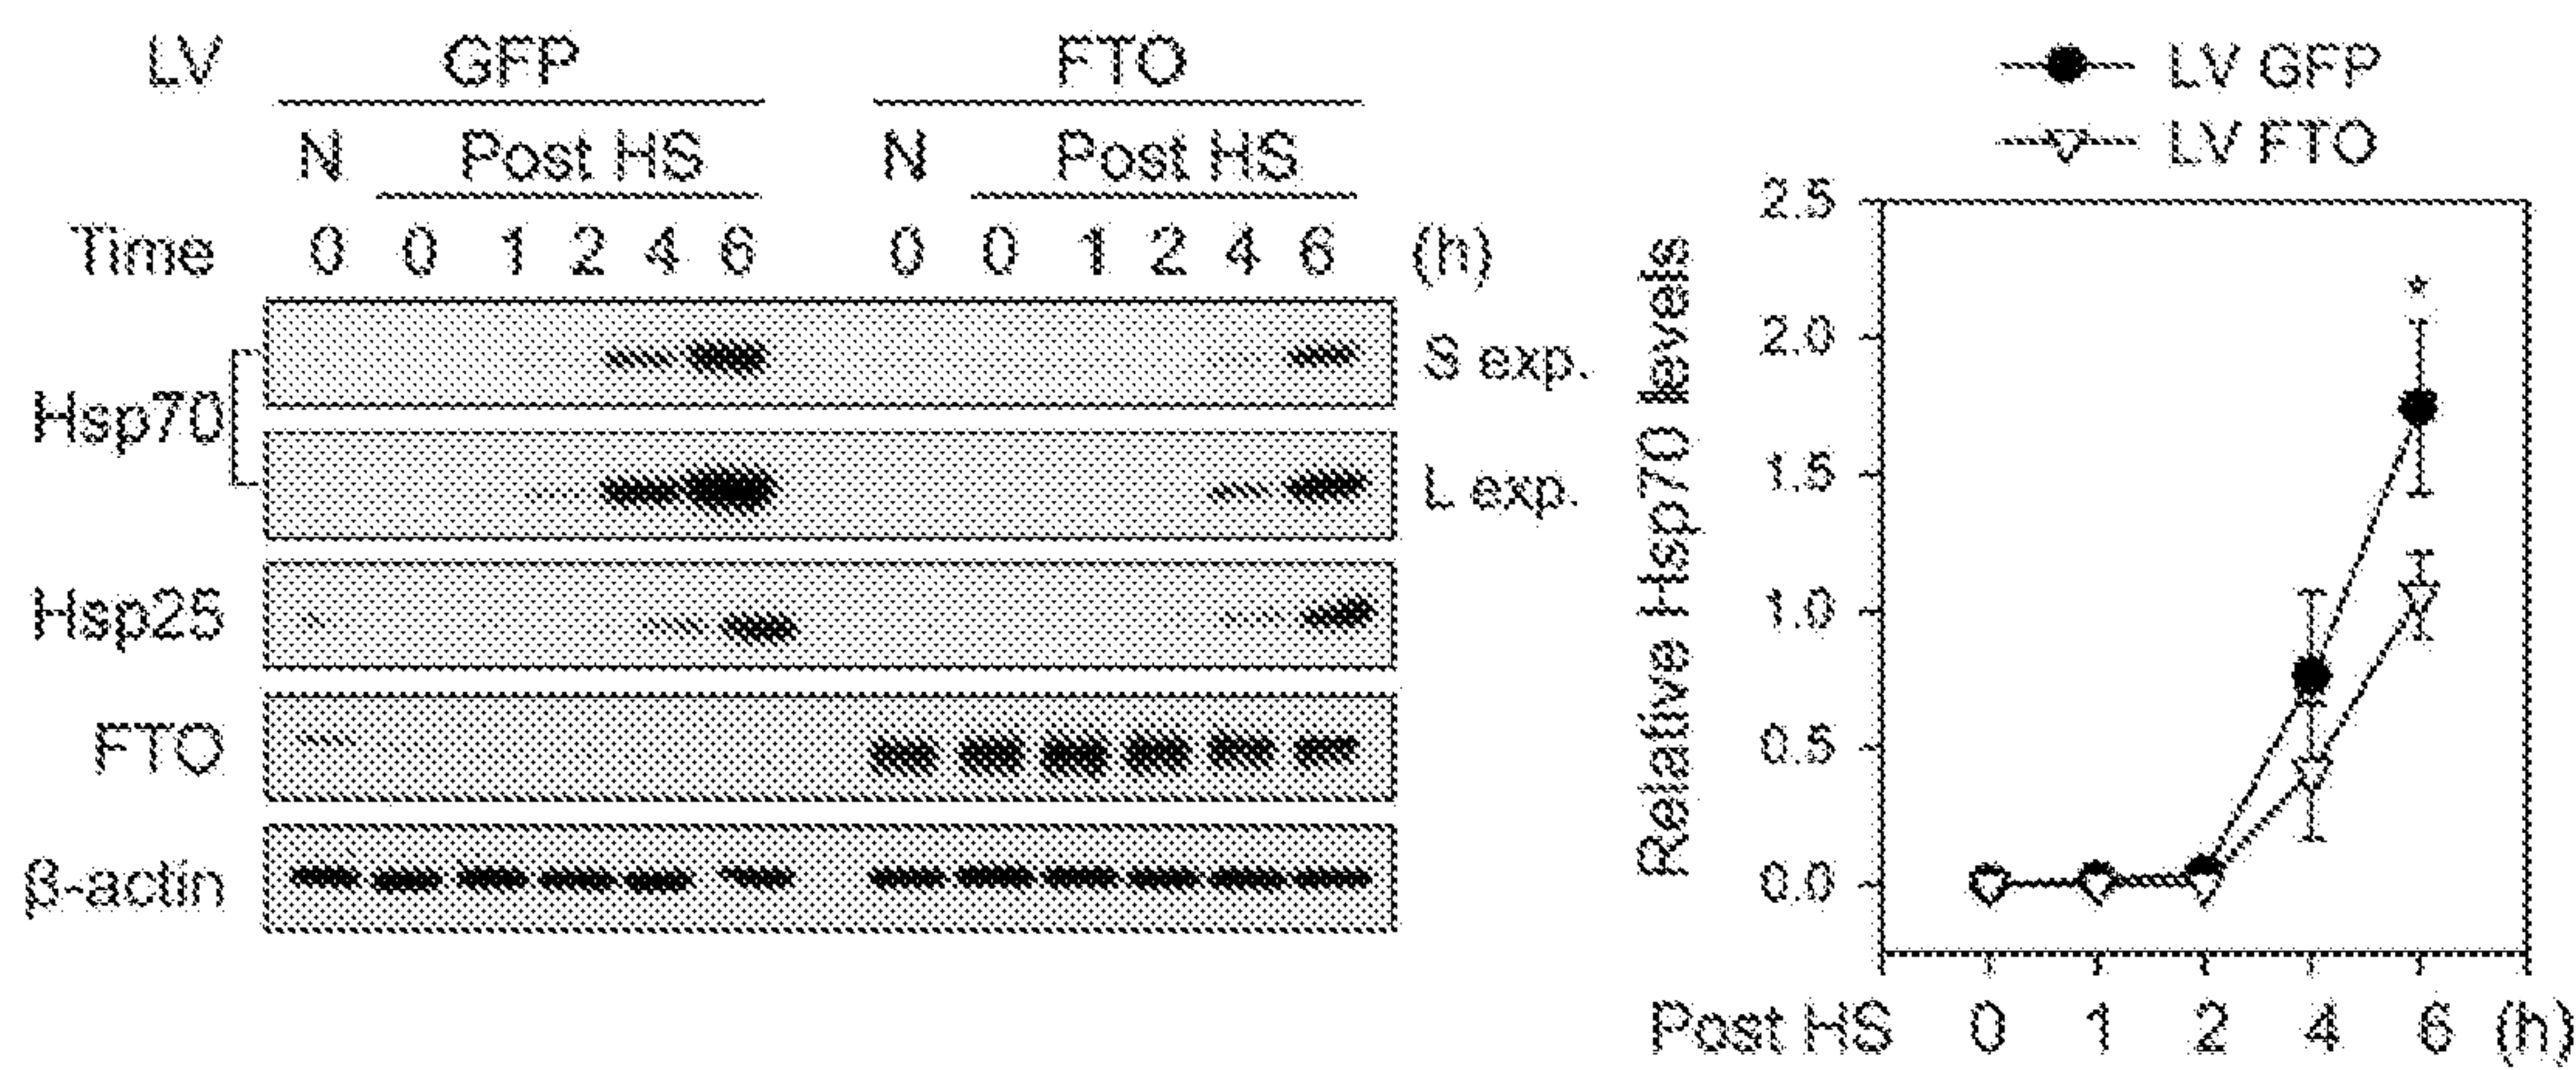 LV GFP FTO
N Post HS N Post HS
Time 0 0 1 2 4 6 0 0 1 2 4 6 (h)
Hsp70
S exp.
L exp.
Hsp25
FTO
β-actin
LV GFP
LV FTO
Relative Hsp70 levels
2.5
2.0
1.5
1.0
0.5
0.0
*
Post HS 0 1 2 4 6 (h)